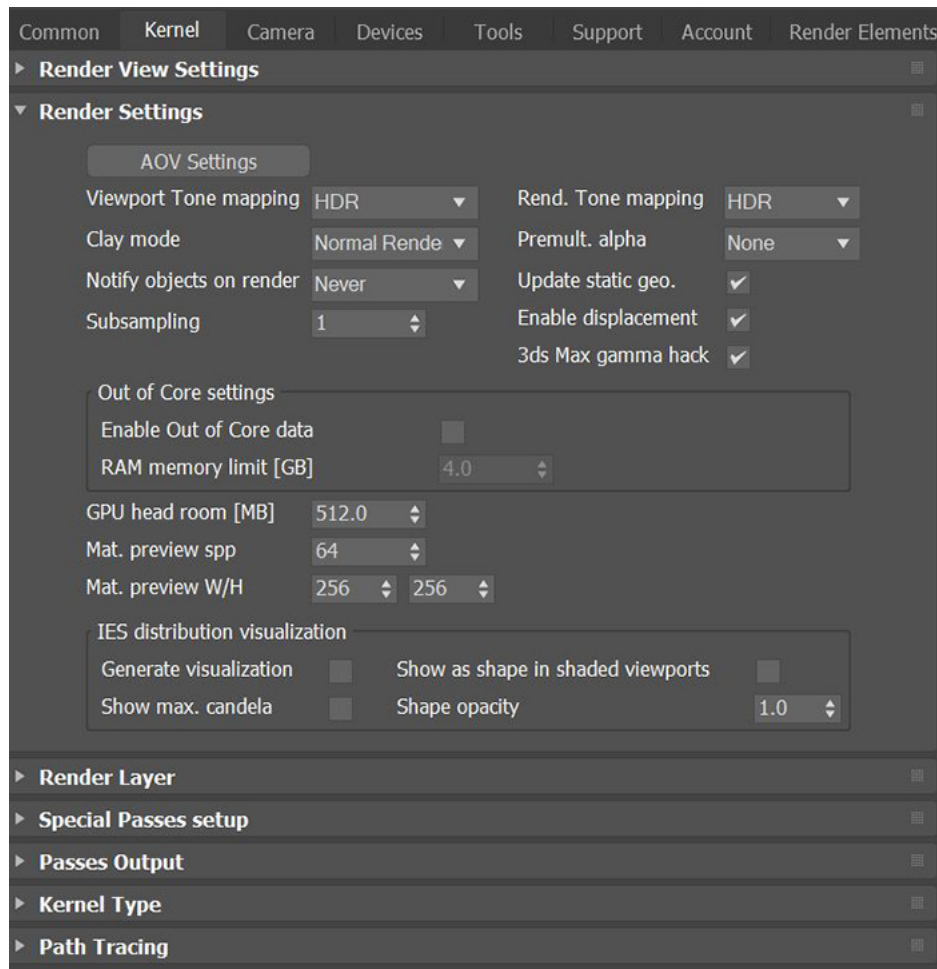 Common Kernel Camera Devices Tools Support Account Render Elements
Render View Settings
Render Settings
AOV Settings
Viewport Tone mapping HDR Rend. Tone mapping HDR
Clay mode Normal Rende Premult. alpha None
Notify objects on render Never Update static geo.
Subsampling 1 Enable displacement
3ds Max gamma hack
Out of Core settings
Enable Out of Core data
RAM memory limit [GB] 4.0
GPU head room [MB] 512.0
Mat. preview spp 64
Mat. preview W/H 256 256
IES distribution visualization
Generate visualization Show as shape in shaded viewports
Show max. candela Shape opacity 1.0
Render Layer
Special Passes setup
Passes Output
Kernel Type
Path Tracing